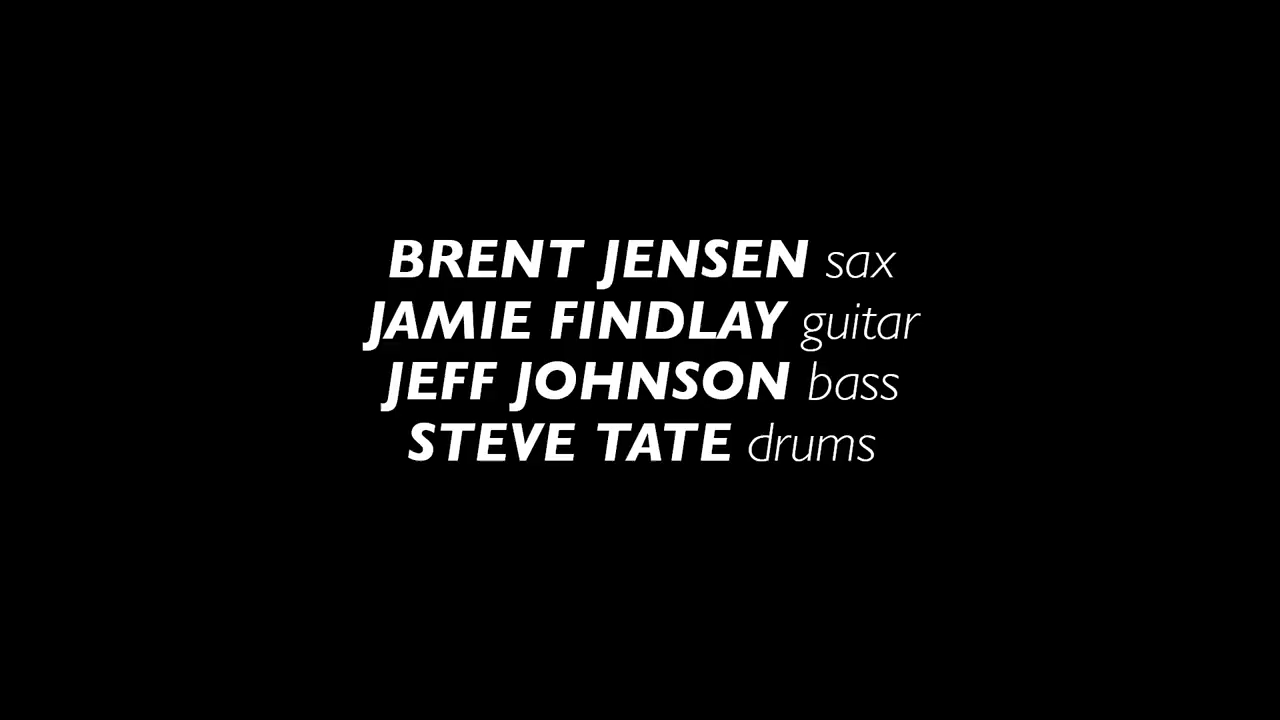 BRENT JENSEN sax
JAMIE FINDLAY guitar
JEFF JOHNSON bass
STEVE TATE drums